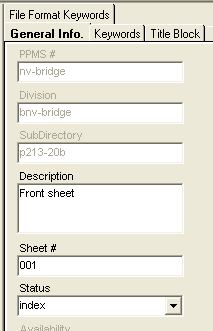 File Format Keywords
General Info. Keywords Title Block
PPMS #
nv-bridge
Division
bnv-bridge
SubDirectory
p213-20b
Description
Front sheet
Sheet #
001
Status
index
Availability